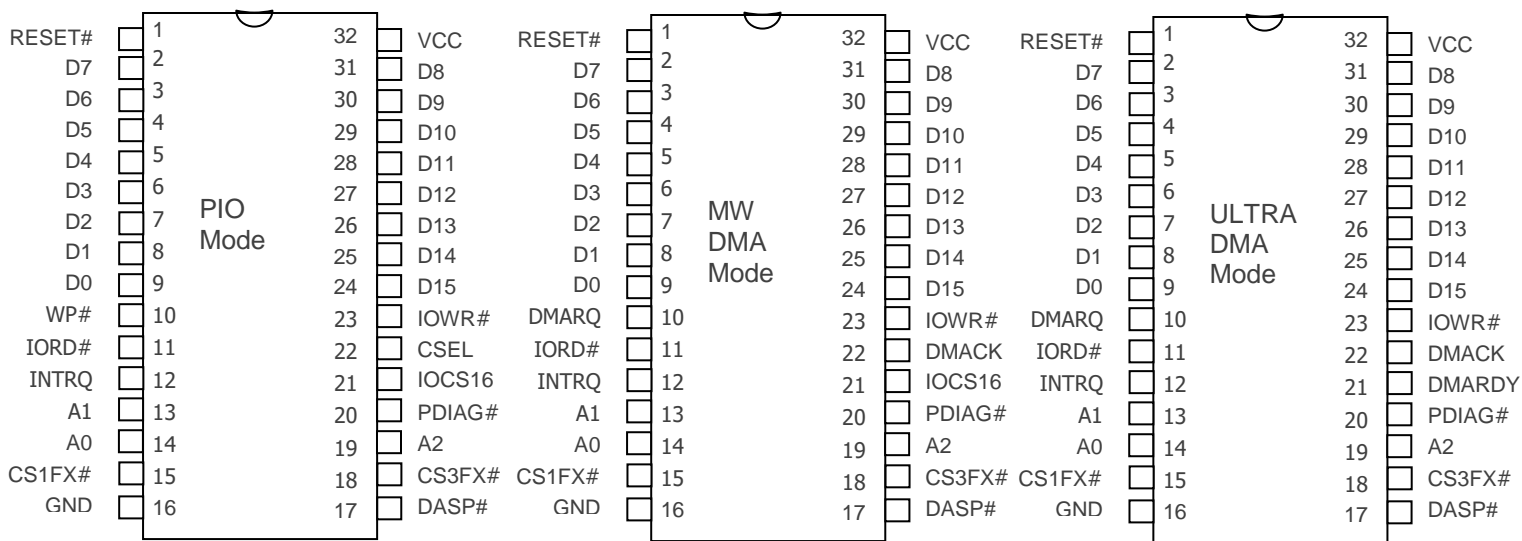 RESET# 1 32 VCC RESET# 1 32 VCC RESET# 1 32 VCC
D7 2 31 D8 D7 2 31 D8 D7 2 31 D8
D6 3 30 D9 D6 3 30 D9 D6 3 30 D9
D5 4 29 D10 D5 4 29 D10 D5 4 29 D10
D4 5 28 D11 D4 5 28 D11 D4 5 28 D11
D3 6 27 D12 D3 6 27 D12 D3 6 27 D12
PIO MW ULTRA
D2 7 26 D13 D2 7 26 D13 D2 7 26 D13
Mode DMA DMA
D1 8 25 D14 D1 8 25 D14 D1 8 25 D14
Mode Mode
D0 9 24 D15 D0 9 24 D15 D0 9 24 D15
WP# 10 23 IOWR# DMARQ 10 23 IOWR# DMARQ 10 23 IOWR#
IORD# 11 22 CSEL IORD# 11 22 DMACK IORD# 11 22 DMACK
INTRQ 12 21 IOCS16 INTRQ 12 21 IOCS16 INTRQ 12 21 DMARDY
A1 13 20 PDIAG# A1 13 20 PDIAG# A1 13 20 PDIAG#
A0 14 19 A2 A0 14 19 A2 A0 14 19 A2
CS1FX# 15 18 CS3FX# CS1FX# 15 18 CS3FX# CS1FX# 15 18 CS3FX#
GND 16 17 DASP# GND 16 17 DASP# GND 16 17 DASP#